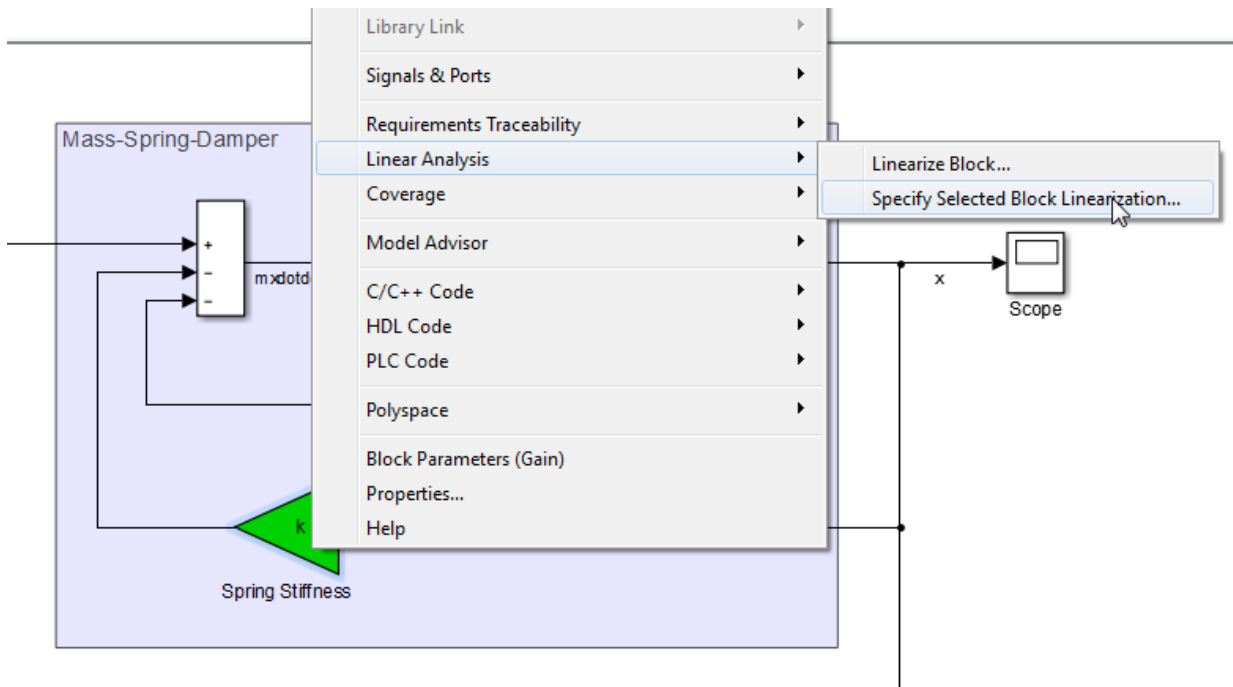 Library Link
Signals & Ports
Requirements Traceability
Mass-Spring-Damper
Linear Analysis
Linearize Block...
Coverage
Specify Selected Block Linearization...
Model Advisor
+
-
-
C/C++ Code
x
Scope
HDL Code
PLC Code
Polyspace
Block Parameters (Gain)
Properties...
k
Help
Spring Stiffness